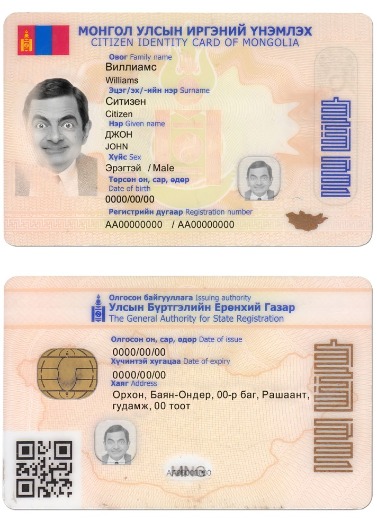 МОНГОЛ УЛСЫН ИРГЭНИЙ ҮНЭМЛЭХ
CITIZEN IDENTITY CARD OF MONGOLIA
Овог Family name
Виллиамс
Williams
Эцэг/эх/-ийн нэр Surname
Ситизен
Citizen
Нэр Given name
ДЖОН
JOHN
Хүйс Sex
Эрэгтэй / Male
Төрсөн он, сар, өдөр
Date of birth
0000/00/00
Регистрийн дугаар Registration number
АА00000000 / AA00000000
Олгосон байгууллага Issuing authority
Улсын Бүртгэлийн Ерөнхий Газар
The General Authority for State Registration
Олгосон он, сар, өдөр Date of issue
0000/00/00
Хүчинтэй хугацаа Date of expiry
00000/00/00
Хаяг Address
Орхон, Баян-Ондер, 00-р баг, Рашаант,
гудамж, 00 тоот
MNG